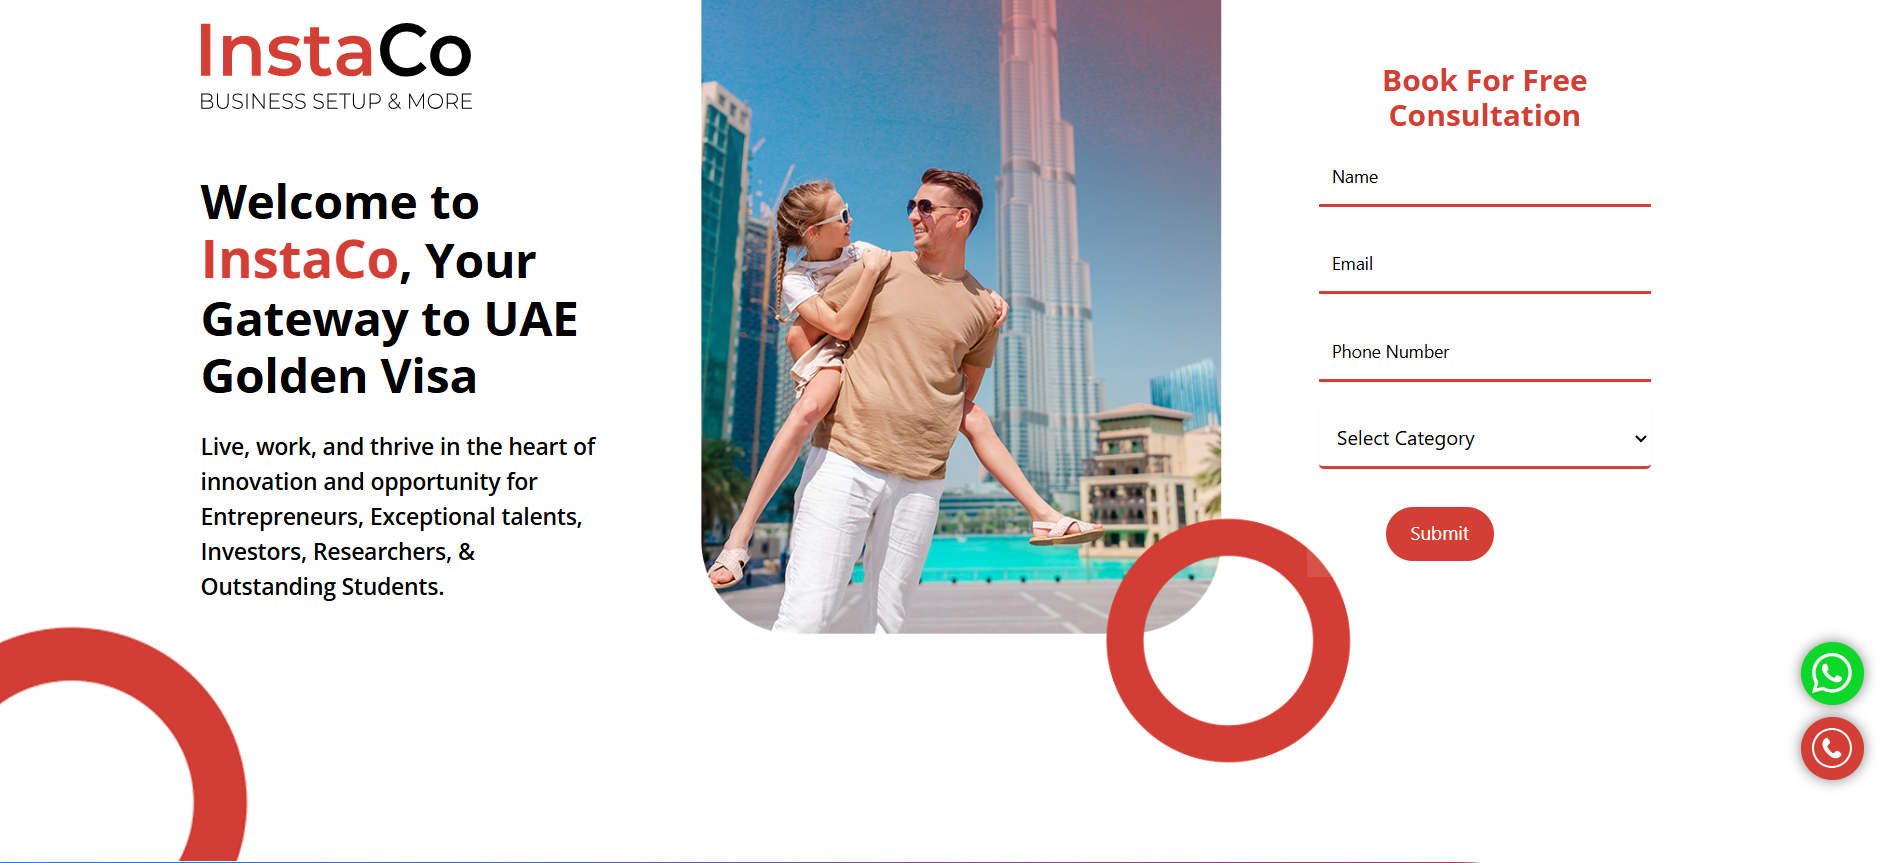 InstaCo
BUSINESS SETUP & MORE
Welcome to
InstaCo, Your
Gateway to UAE
Golden Visa
Live, work, and thrive in the heart of
innovation and opportunity for
Entrepreneurs, Exceptional talents,
Investors, Researchers, &
Outstanding Students.
Book For Free
Consultation
Name
Email
Phone Number
Select Category
Submit